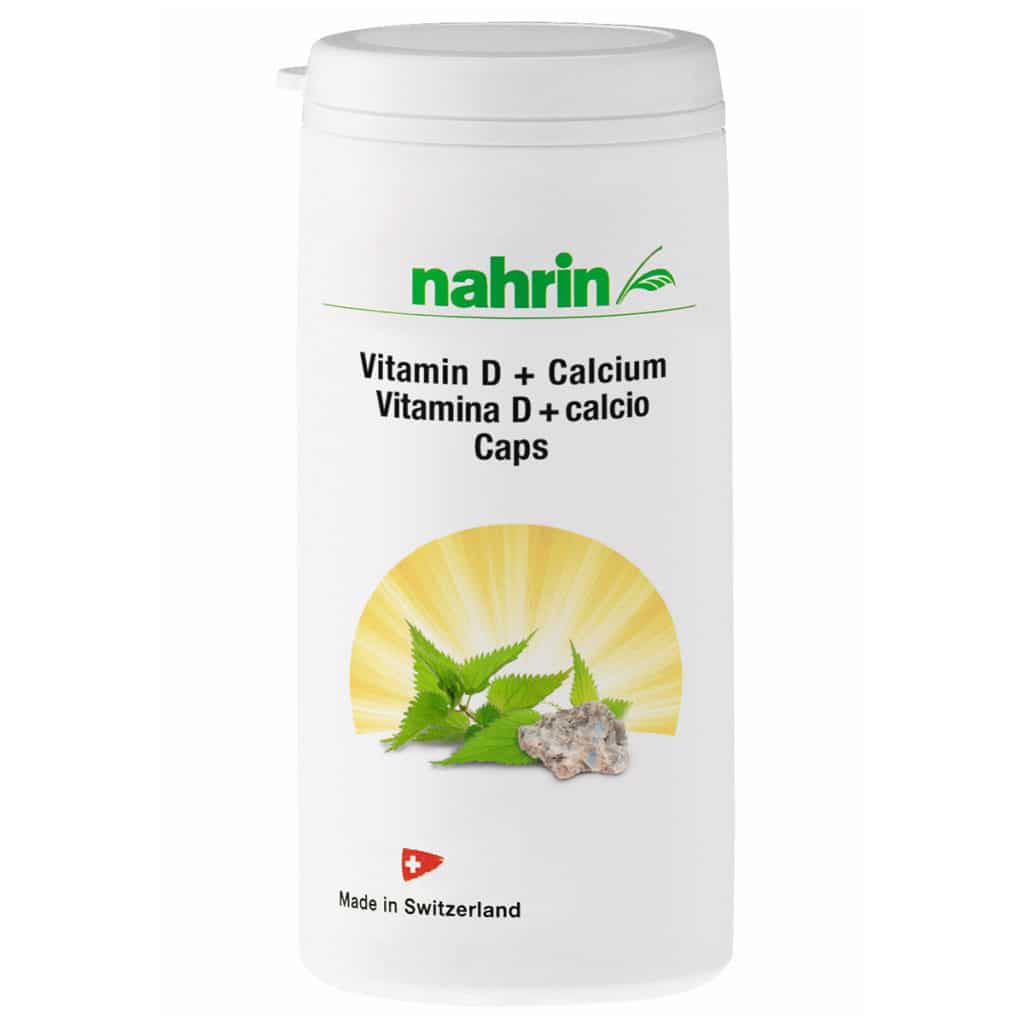 nahrin
Vitamin D + Calcium
Vitamina D + calcio
Caps
Made in Switzerland